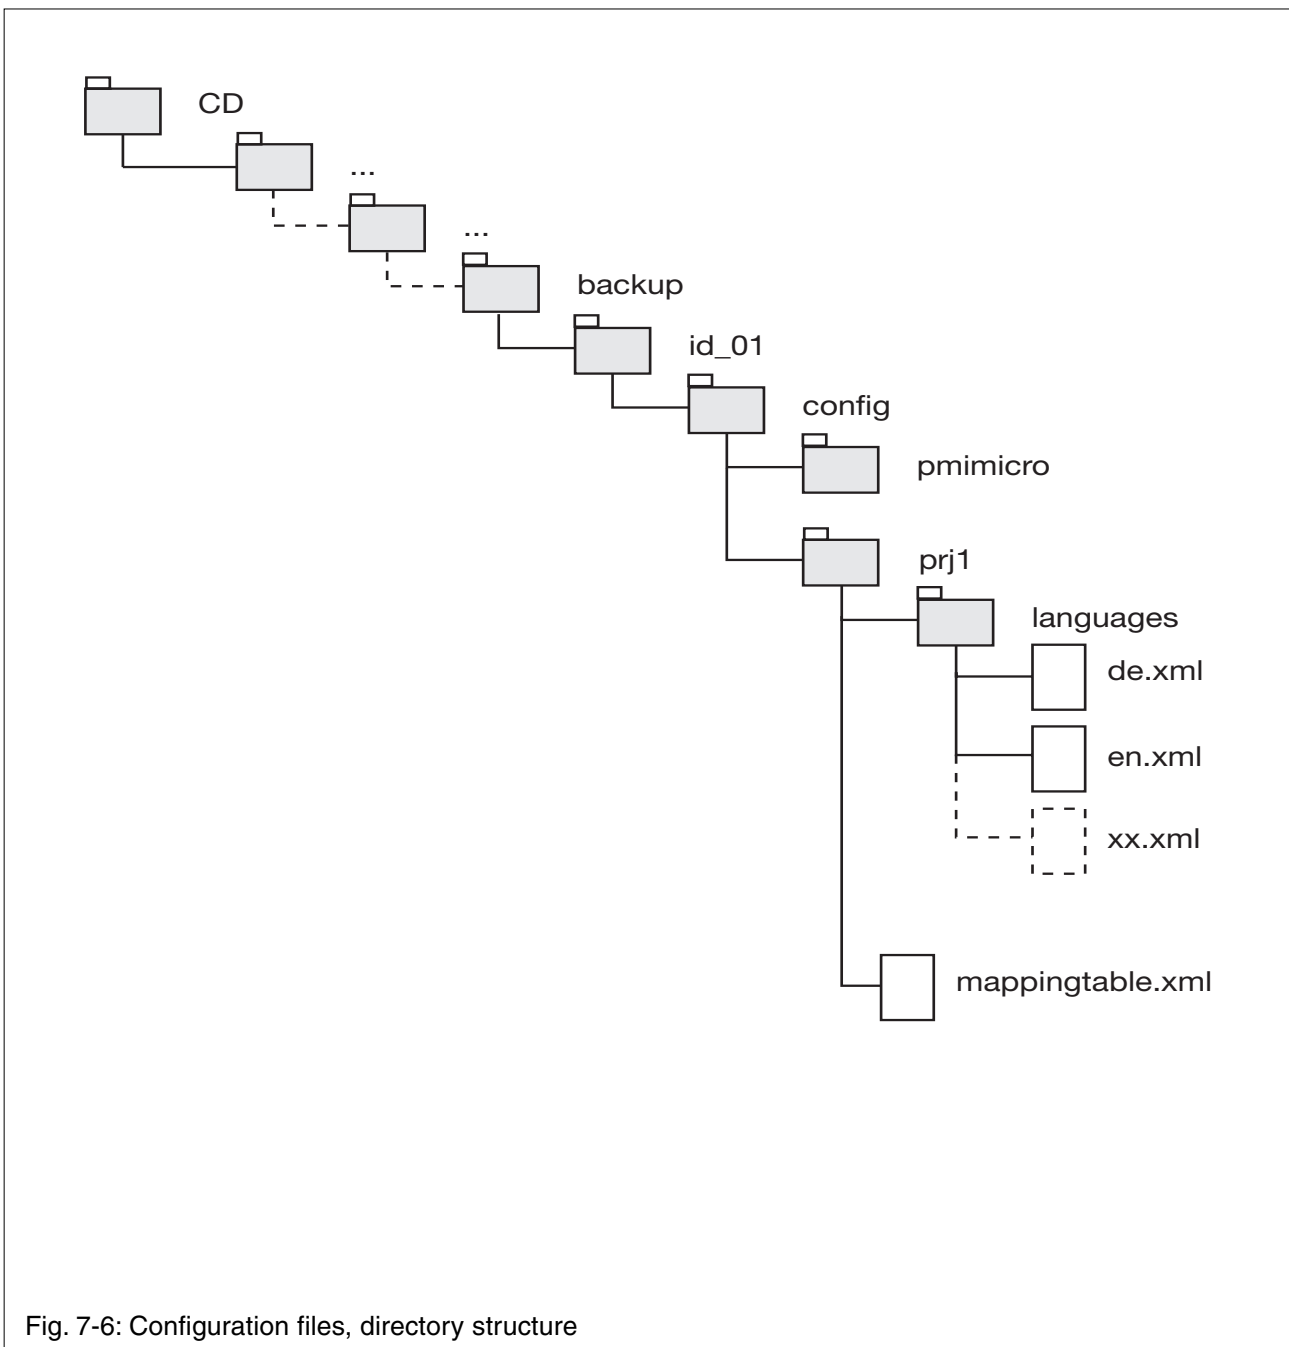 CD
...
...
backup
id_01
config
pmimicro
prj1
languages
de.xml
en.xml
xx.xml
mappingtable.xml
Fig. 7-6: Configuration files, directory structure